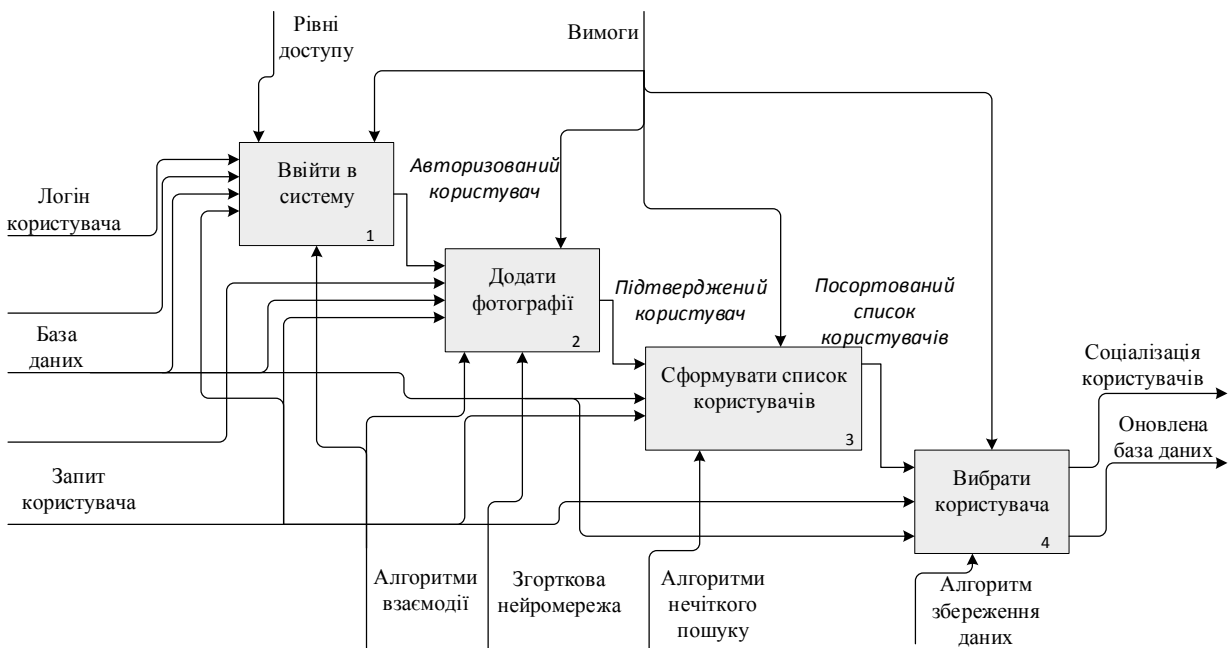 Рівні
доступу
Вимоги
Ввійти в
систему
1
Авторизований
користувач
Логін
користувача
Додати
фотографії
2
Підтверджений
користувач
Посортований
список
користувачів
База
даних
Сформувати список
користувачів
3
Соціалізація
користувачів
Оновлена
база даних
Запит
користувача
Вибрати
користувача
4
Алгоритми
взаємодії
Згорткова
нейромережа
Алгоритми
нечіткого
пошуку
Алгоритм
збереження
даних